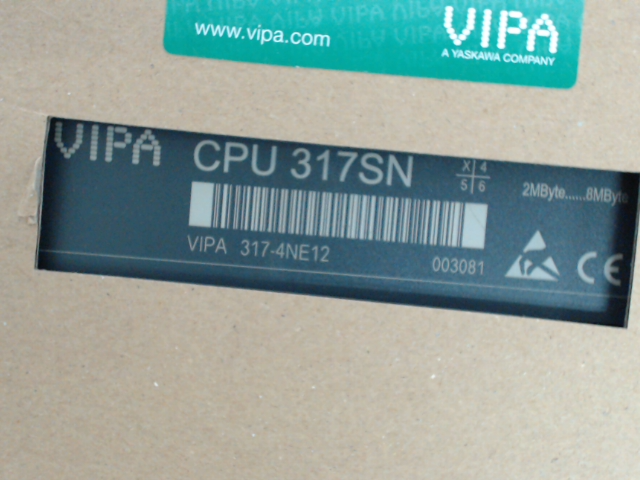 www.vipa.com
VIPA
A YASKAWA COMPANY
VIPA
CPU 317SN
X 4
5 6
2MByte......8MByte
VIPA 317-4NE12
003081
CE